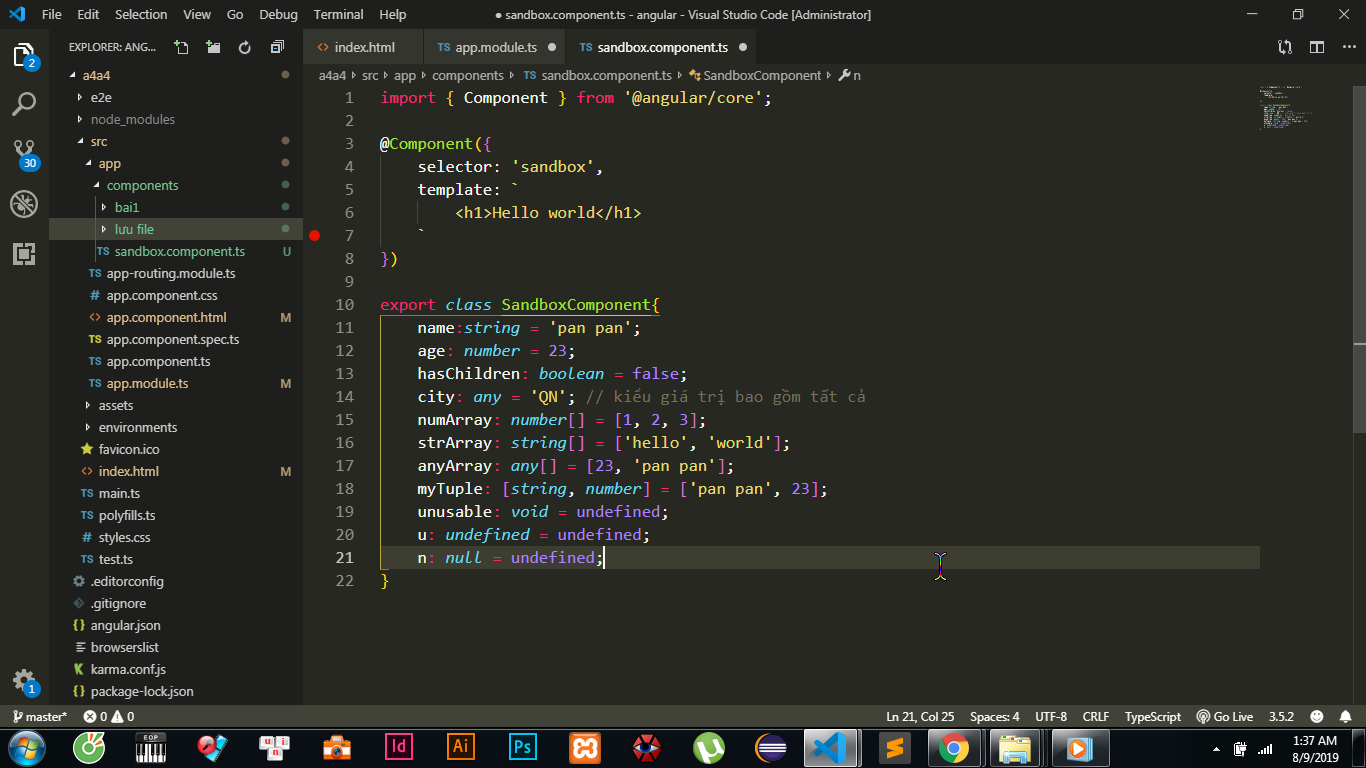 File Edit Selection View Go Debug Terminal Help
● sandbox.component.ts - angular - Visual Studio Code [Administrator]
EXPLORER: ANG...
a4a4
e2e
node_modules
src
app
components
bai1
lưu file
TS sandbox.component.ts U
TS app-routing.module.ts
# app.component.css
<> app.component.html M
TS app.component.spec.ts
TS app.component.ts
TS app.module.ts M
assets
environments
favicon.ico
<> index.html M
TS main.ts
TS polyfills.ts
# styles.css
TS test.ts
.editorconfig
.gitignore
{} angular.json
browserslist
karma.conf.js
{} package-lock.json
2
30
1
<> index.html TS app.module.ts ● TS sandbox.component.ts ●
a4a4 src app components TS sandbox.component.ts SandboxComponent n
1 import { Component } from '@angular/core';
2
3 @Component({
4 selector: 'sandbox',
5 template: `
6 <h1>Hello world</h1>
7 `
8 })
9
10 export class SandboxComponent{
11 name:string = 'pan pan';
12 age: number = 23;
13 hasChildren: boolean = false;
14 city: any = 'QN'; // kiểu giá trị bao gồm tất cả
15 numArray: number[] = [1, 2, 3];
16 strArray: string[] = ['hello', 'world'];
17 anyArray: any[] = [23, 'pan pan'];
18 myTuple: [string, number] = ['pan pan', 23];
19 unusable: void = undefined;
20 u: undefined = undefined;
21 n: null = undefined;
22 }
master* 0 0 Ln 21, Col 25 Spaces: 4 UTF-8 CRLF TypeScript Go Live 3.5.2
EOP
u n i
Id
Ai
Ps
1:37 AM
8/9/2019